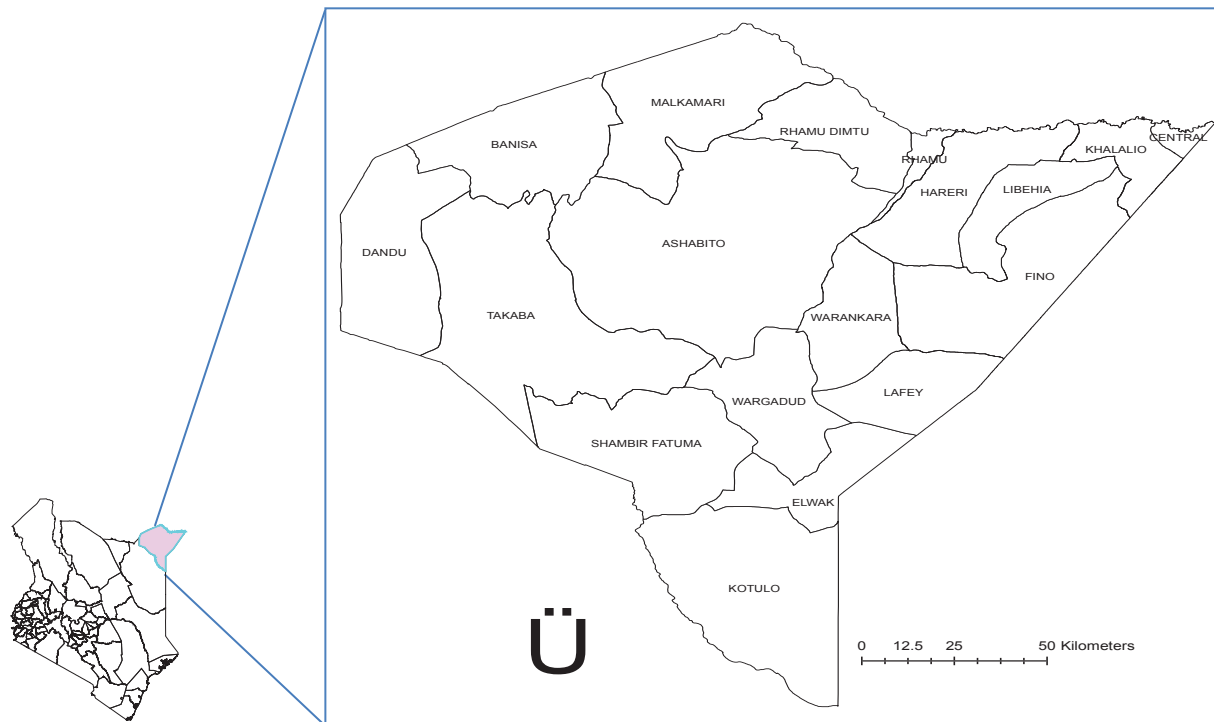 MALKAMARI
RHAMU DIMTU
BANISA
CENTRAL
KHALALIO
RHAMU
HARERI
LIBEHIA
ASHABITO
DANDU
FINO
TAKABA
WARANKARA
LAFEY
WARGADUD
SHAMBIR FATUMA
ELWAK
KOTULO
Ü
0 12.5 25 50 Kilometers